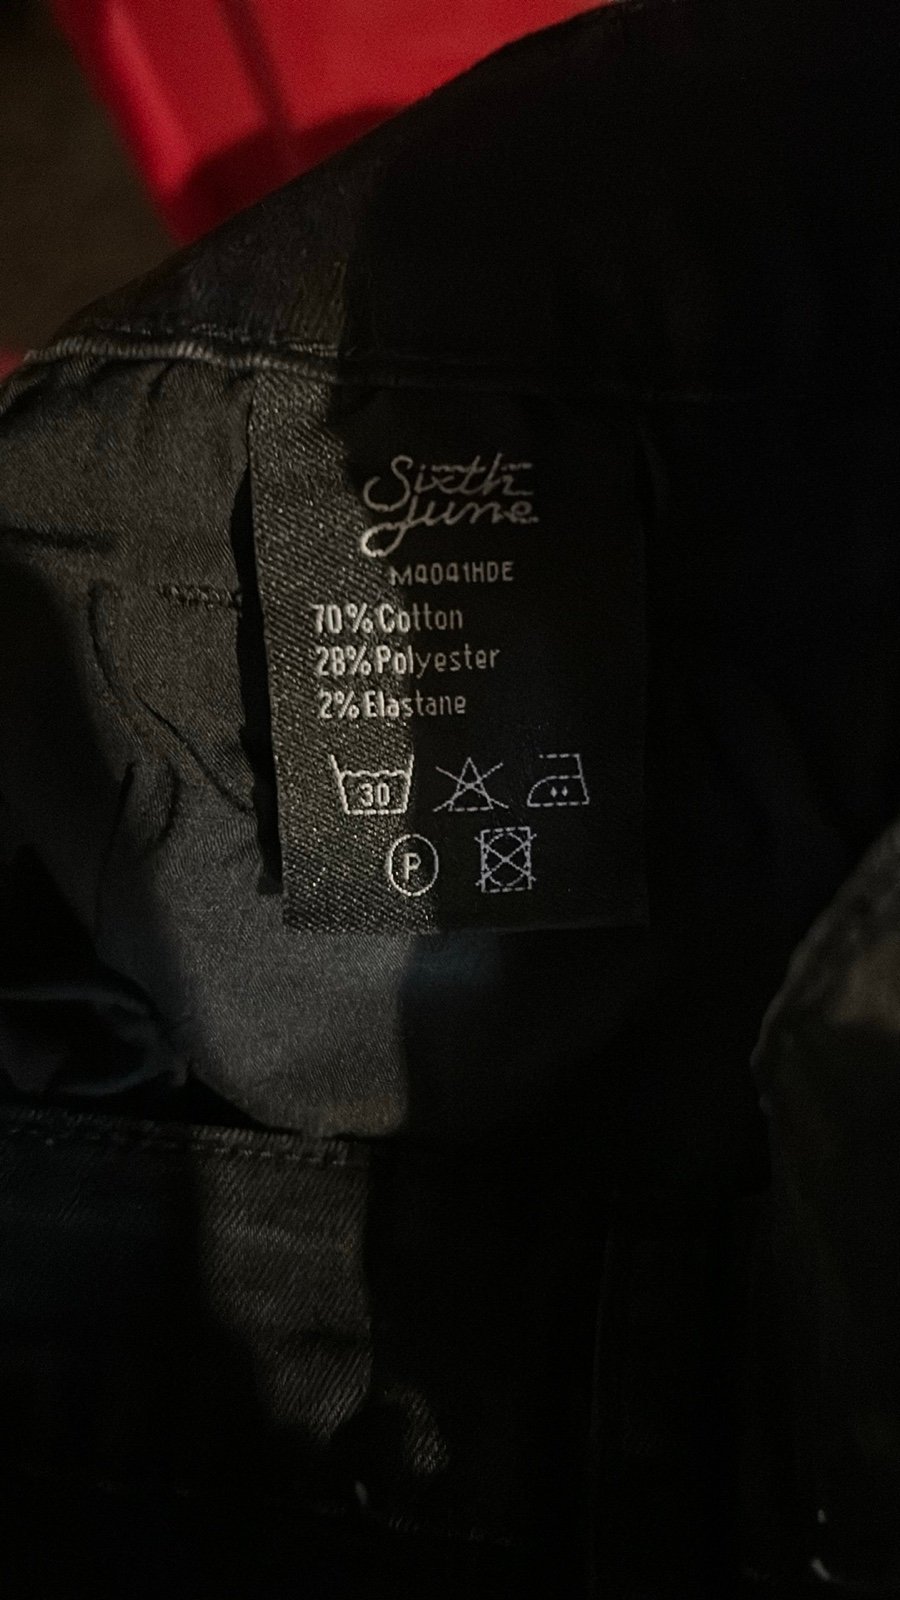 Sixth
June
M4041HDE
70% Cotton
28% Polyester
2% Elastane
30
P